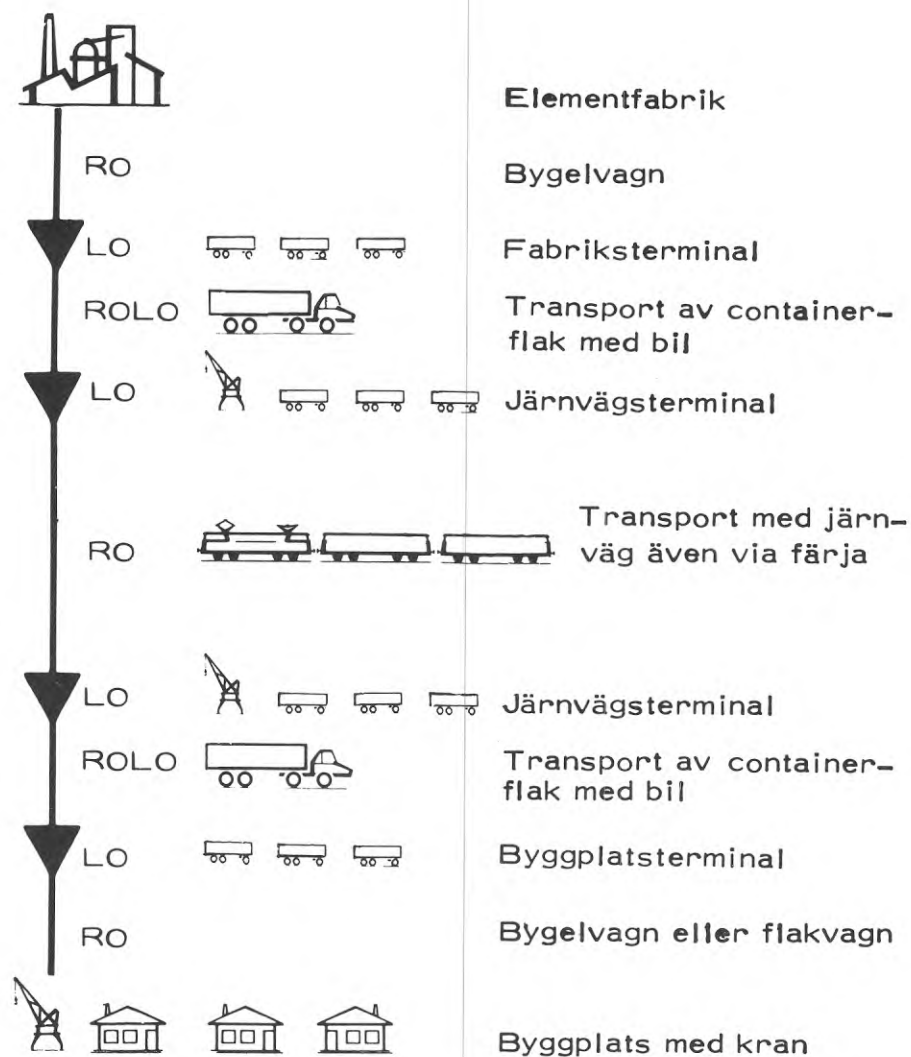 Elementfabrik
RO Bygelvagn
LO Fabriksterminal
ROLO Transport av container-
flak med bil
LO Järnvägsterminal
Transport med järn-
RO väg även via färja
LO Järnvägsterminal
ROLO Transport av container-
flak med bil
LO Byggplatsterminal
RO Bygelvagn eller flakvagn
Byggplats med kran